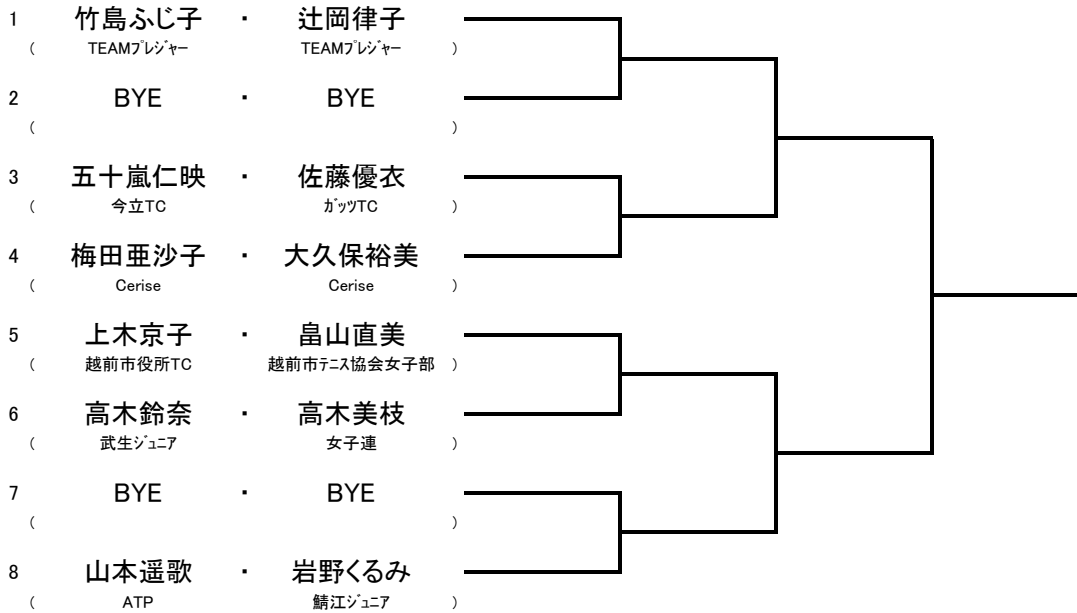 1 竹島ふじ子 ・ 辻岡律子
( TEAMﾌﾟﾚｼﾞｬｰ TEAMﾌﾟﾚｼﾞｬｰ )
2 BYE ・ BYE
( )
3 五十嵐仁映 ・ 佐藤優衣
( 今立TC ｶﾞｯﾂTC )
4 梅田亜沙子 ・ 大久保裕美
( Cerise Cerise )
5 上木京子 ・ 畠山直美
( 越前市役所TC 越前市ﾃﾆｽ協会女子部 )
6 高木鈴奈 ・ 高木美枝
( 武生ｼﾞｭﾆｱ 女子連 )
7 BYE ・ BYE
( )
8 山本遥歌 ・ 岩野くるみ
( ATP 鯖江ｼﾞｭﾆｱ )